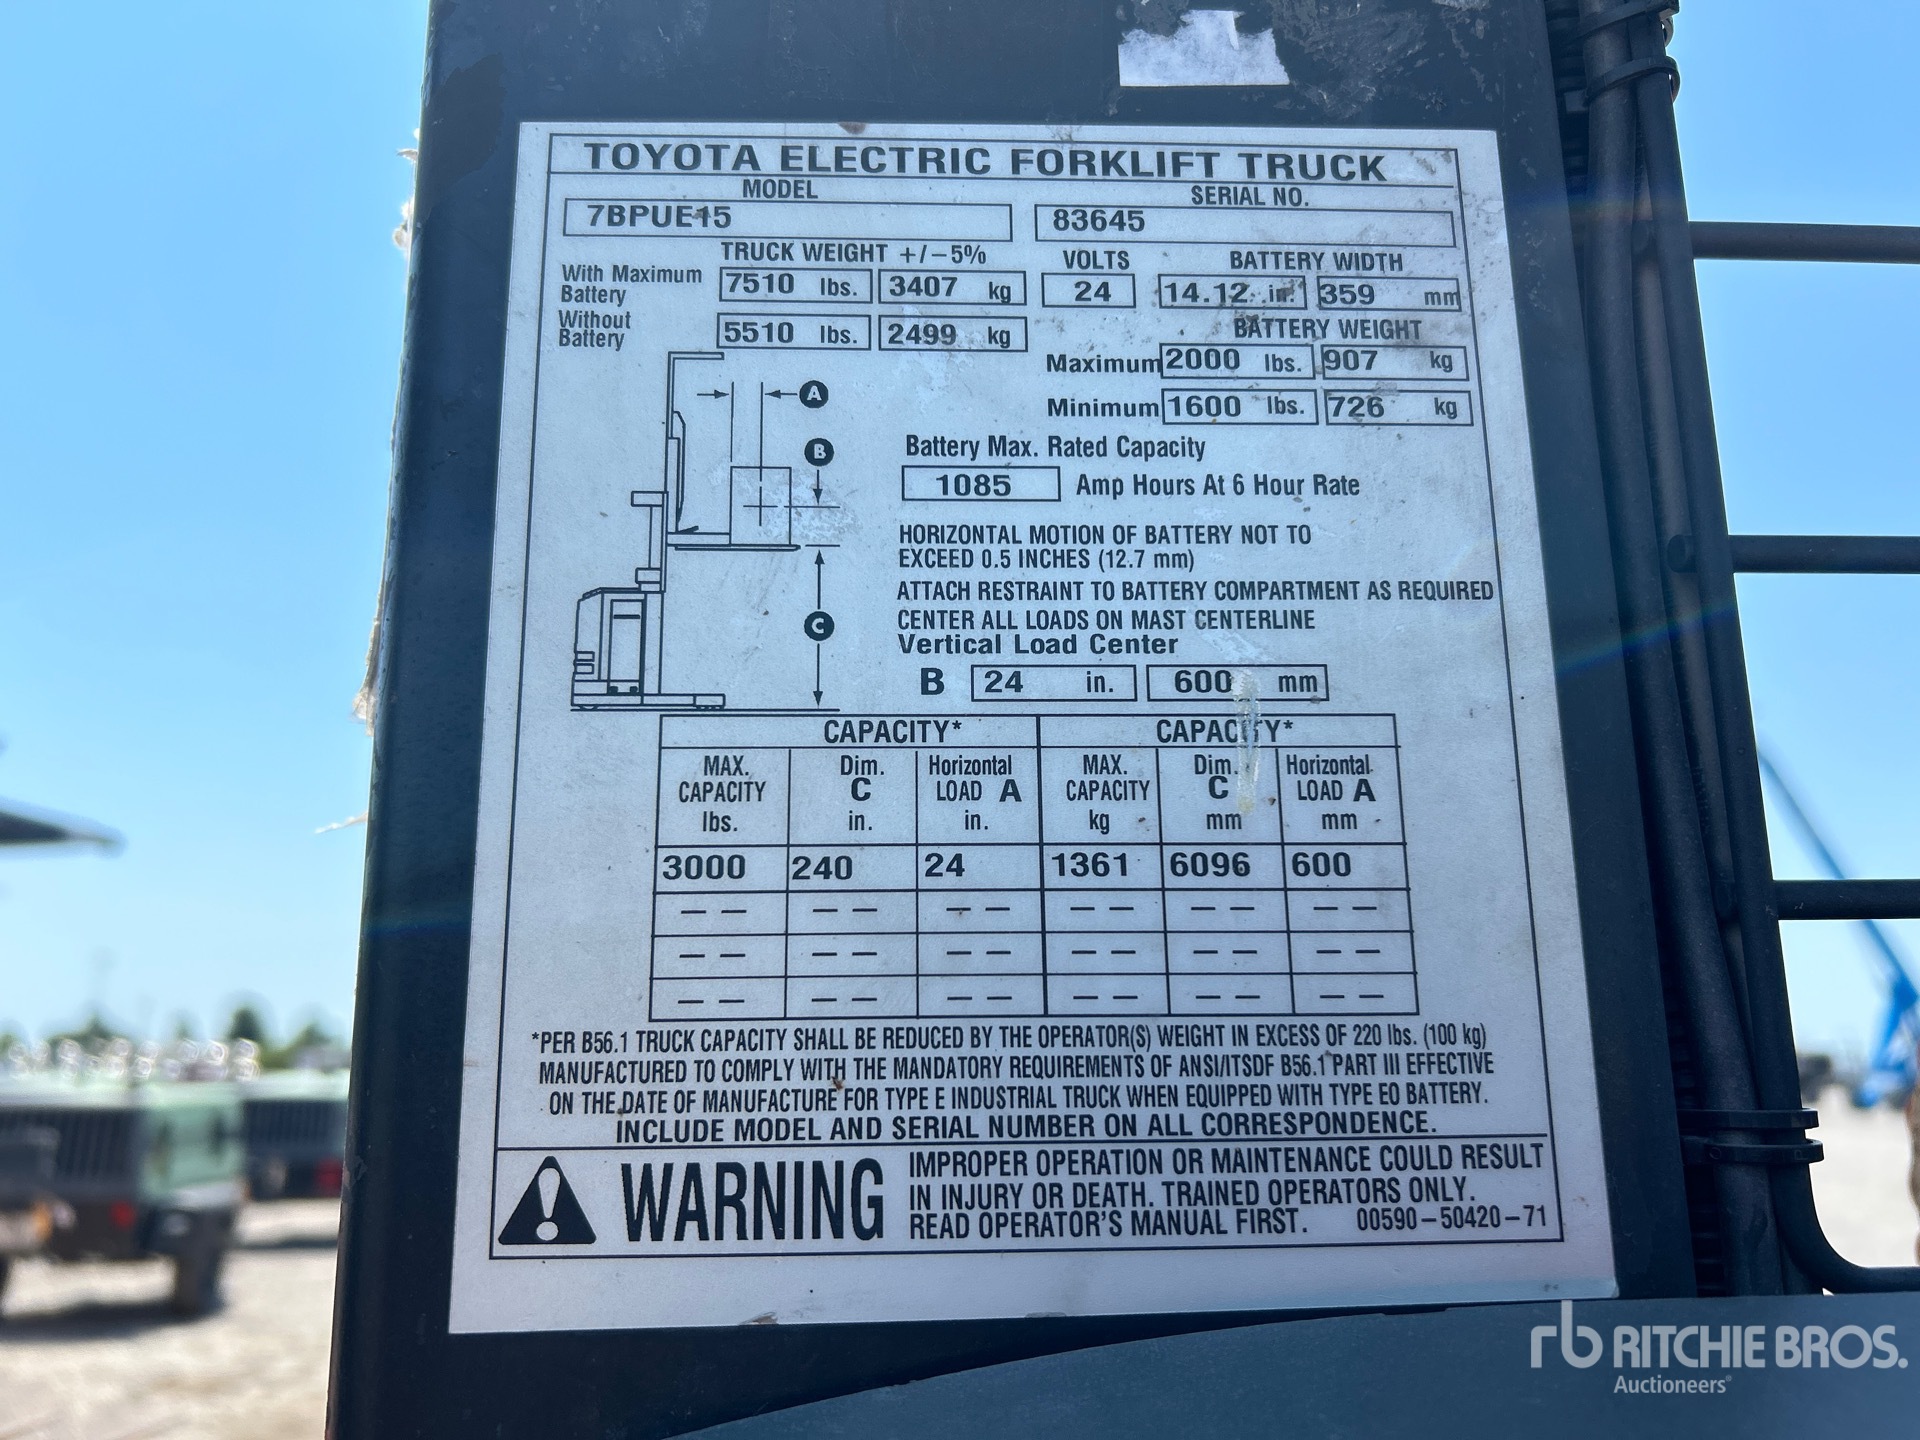 TOYOTA ELECTRIC FORKLIFT TRUCK
MODEL SERIAL NO.
7BPUE15 83645
TRUCK WEIGHT +/-5% VOLTS BATTERY WIDTH
With Maximum Battery 7510 lbs. 3407 kg 24 14.12 in. 359 mm
Without Battery 5510 lbs. 2499 kg BATTERY WEIGHT
Maximum 2000 lbs. 907 kg
Minimum 1600 lbs. 726 kg
A
B
C
Battery Max. Rated Capacity
1085 Amp Hours At 6 Hour Rate
HORIZONTAL MOTION OF BATTERY NOT TO
EXCEED 0.5 INCHES (12.7 mm)
ATTACH RESTRAINT TO BATTERY COMPARTMENT AS REQUIRED
CENTER ALL LOADS ON MAST CENTERLINE
Vertical Load Center
B 24 in. 600 mm
CAPACITY* CAPACITY*
MAX. Dim. Horizontal MAX. Dim. Horizontal
CAPACITY C LOAD A CAPACITY C LOAD A
lbs. in. in. kg mm mm
3000 240 24 1361 6096 600
— — — — — — — — — — — —
— — — — — — — — — — — —
— — — — — — — — — — — —
*PER B56.1 TRUCK CAPACITY SHALL BE REDUCED BY THE OPERATOR(S) WEIGHT IN EXCESS OF 220 lbs. (100 kg)
MANUFACTURED TO COMPLY WITH THE MANDATORY REQUIREMENTS OF ANSI/ITSDF B56.1 PART III EFFECTIVE
ON THE DATE OF MANUFACTURE FOR TYPE E INDUSTRIAL TRUCK WHEN EQUIPPED WITH TYPE EO BATTERY.
INCLUDE MODEL AND SERIAL NUMBER ON ALL CORRESPONDENCE.
WARNING
IMPROPER OPERATION OR MAINTENANCE COULD RESULT
IN INJURY OR DEATH. TRAINED OPERATORS ONLY.
READ OPERATOR'S MANUAL FIRST. 00590-50420-71
rb RITCHIE BROS.
Auctioneers®